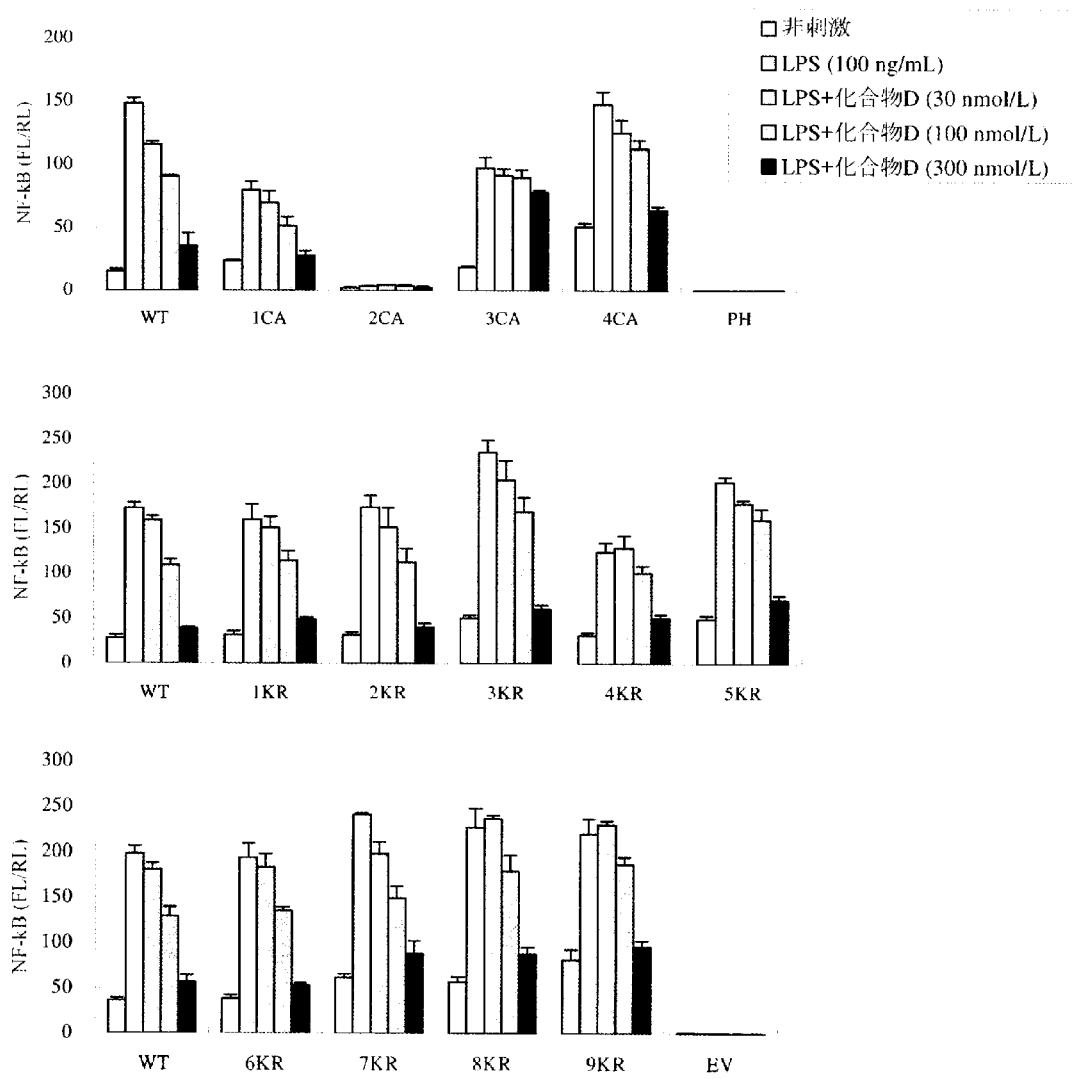 非刺激
LPS (100 ng/mL)
LPS+化合物D (30 nmol/L)
LPS+化合物D (100 nmol/L)
LPS+化合物D (300 nmol/L)
NF-kB (FL/RL)
200
150
100
50
0
WT 1CA 2CA 3CA 4CA PH
NF-kB (FL/RL)
300
250
200
150
100
50
0
WT 1KR 2KR 3KR 4KR 5KR
NF-kB (FL/RL)
300
250
200
150
100
50
0
WT 6KR 7KR 8KR 9KR EV